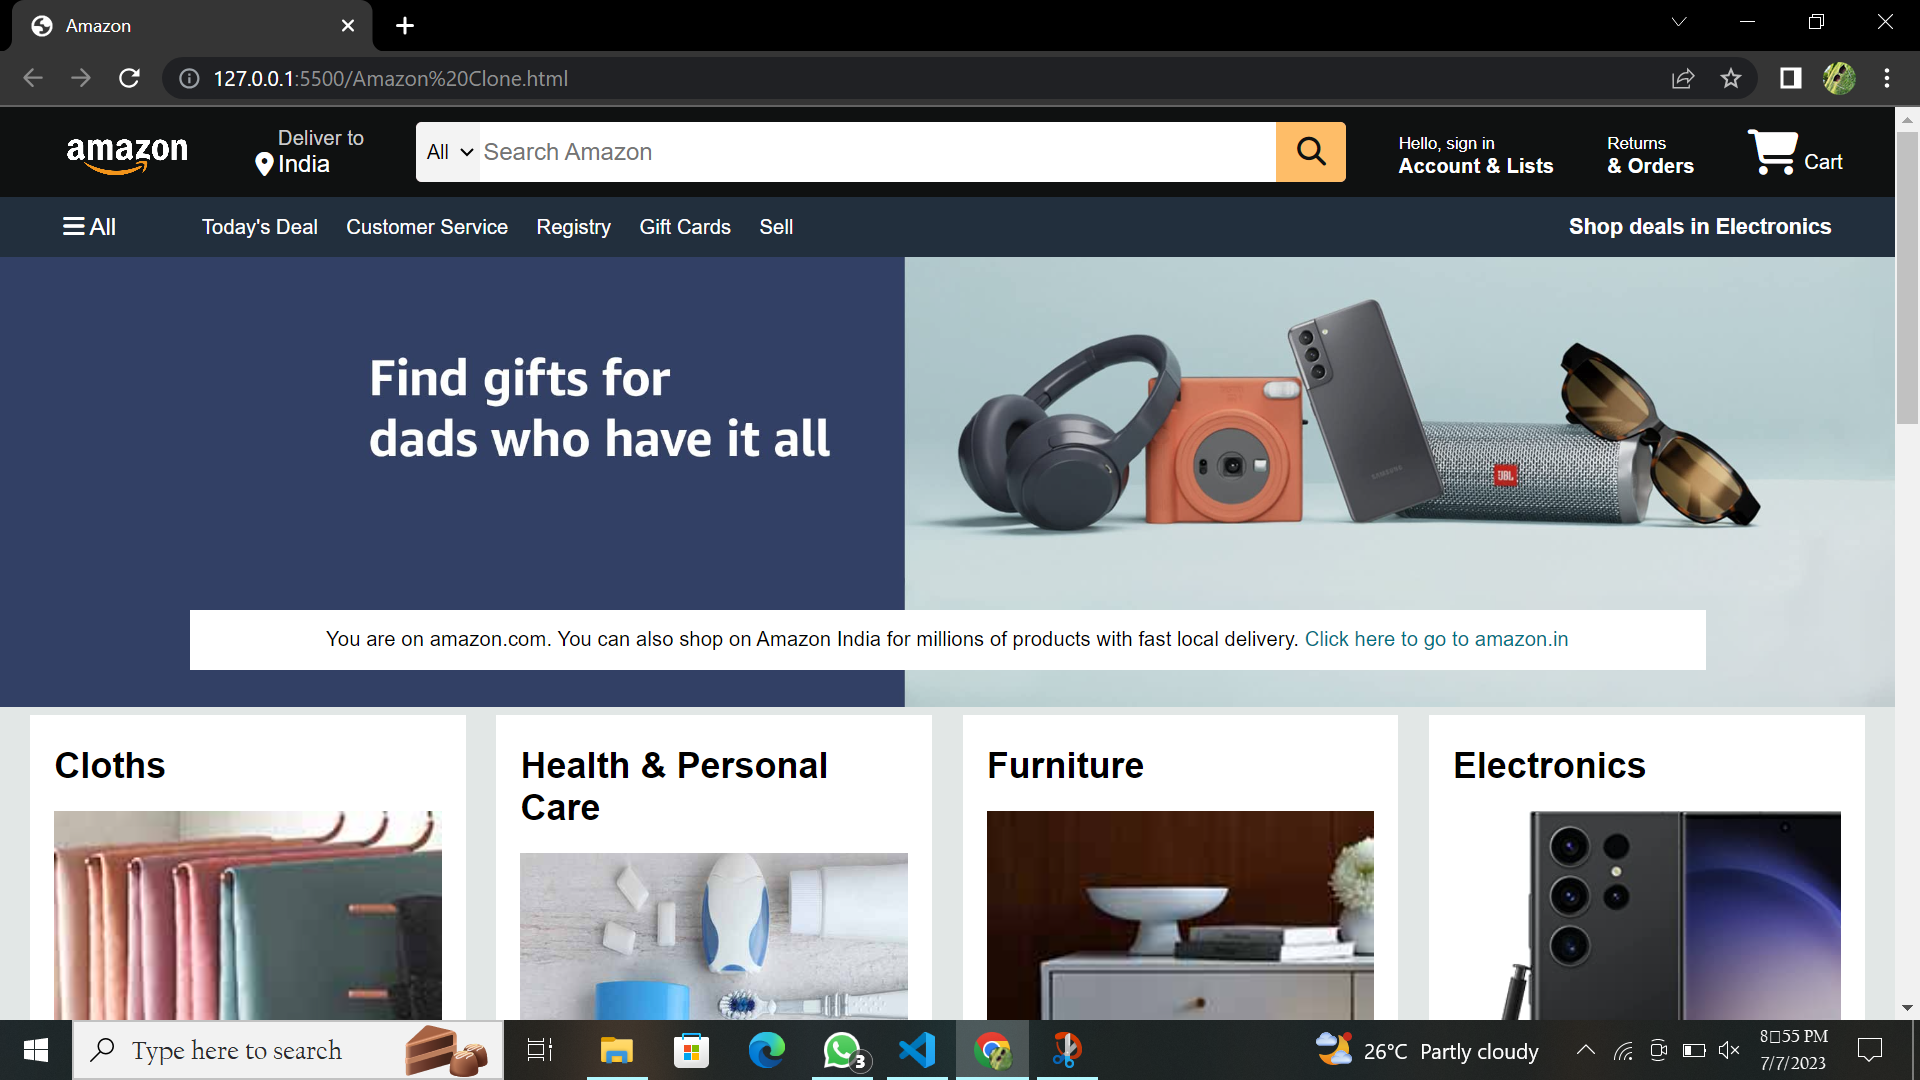 Amazon
127.0.0.1:5500/Amazon%20Clone.html
amazon
Deliver to
India
All
Search Amazon
Hello, sign in
Account & Lists
Returns
& Orders
Cart
All
Today's Deal
Customer Service
Registry
Gift Cards
Sell
Shop deals in Electronics
Find gifts for
dads who have it all
SAMSUNG
JBL
You are on amazon.com. You can also shop on Amazon India for millions of products with fast local delivery. Click here to go to amazon.in
Cloths
Health & Personal
Care
Furniture
Electronics
Type here to search
3
26°C Partly cloudy
8□55 PM
7/7/2023